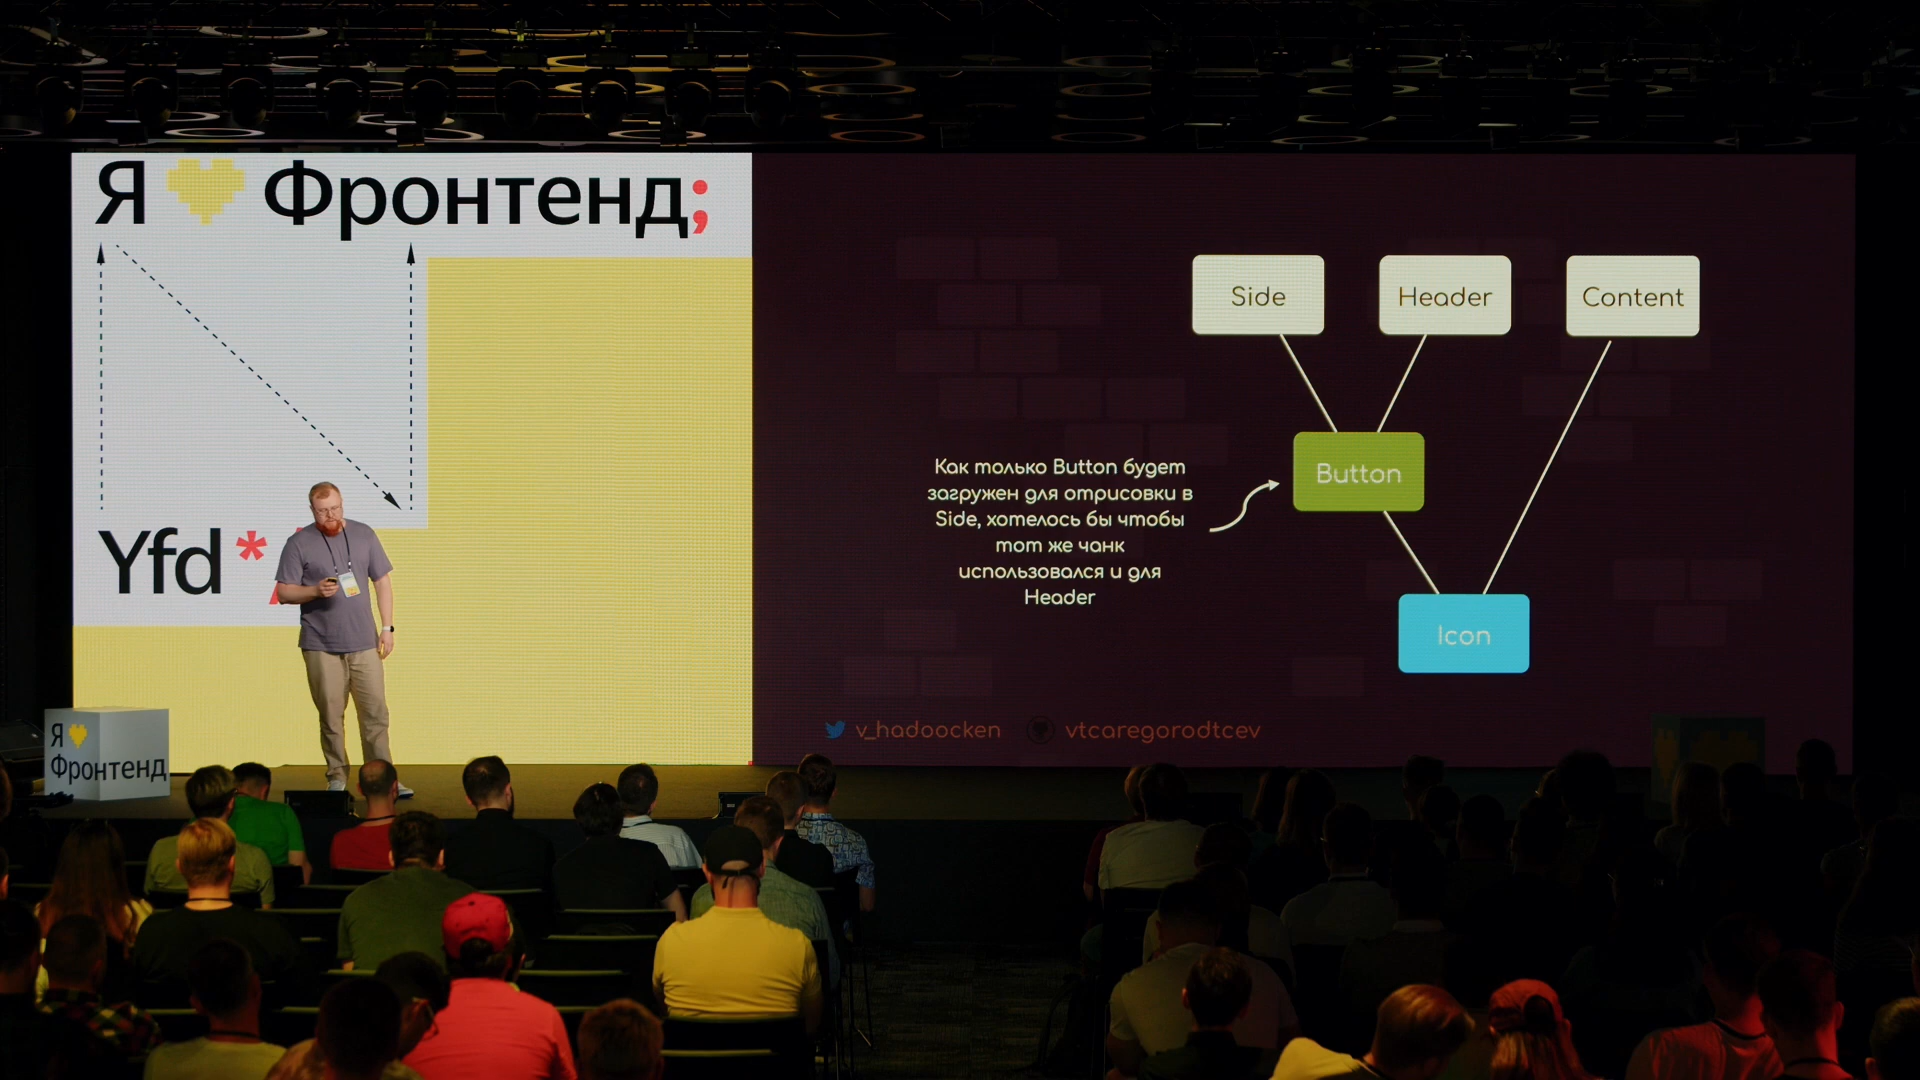 Я 💛 Фронтенд;
Yfd*
Side
Header
Content
Button
Icon
Как только Button будет
загружен для отрисовки в
Side, хотелось бы чтобы
тот же чанк
использовался и для
Header
v_hadoocken
vtcaregorodtcev
Я 💛
Фронтенд